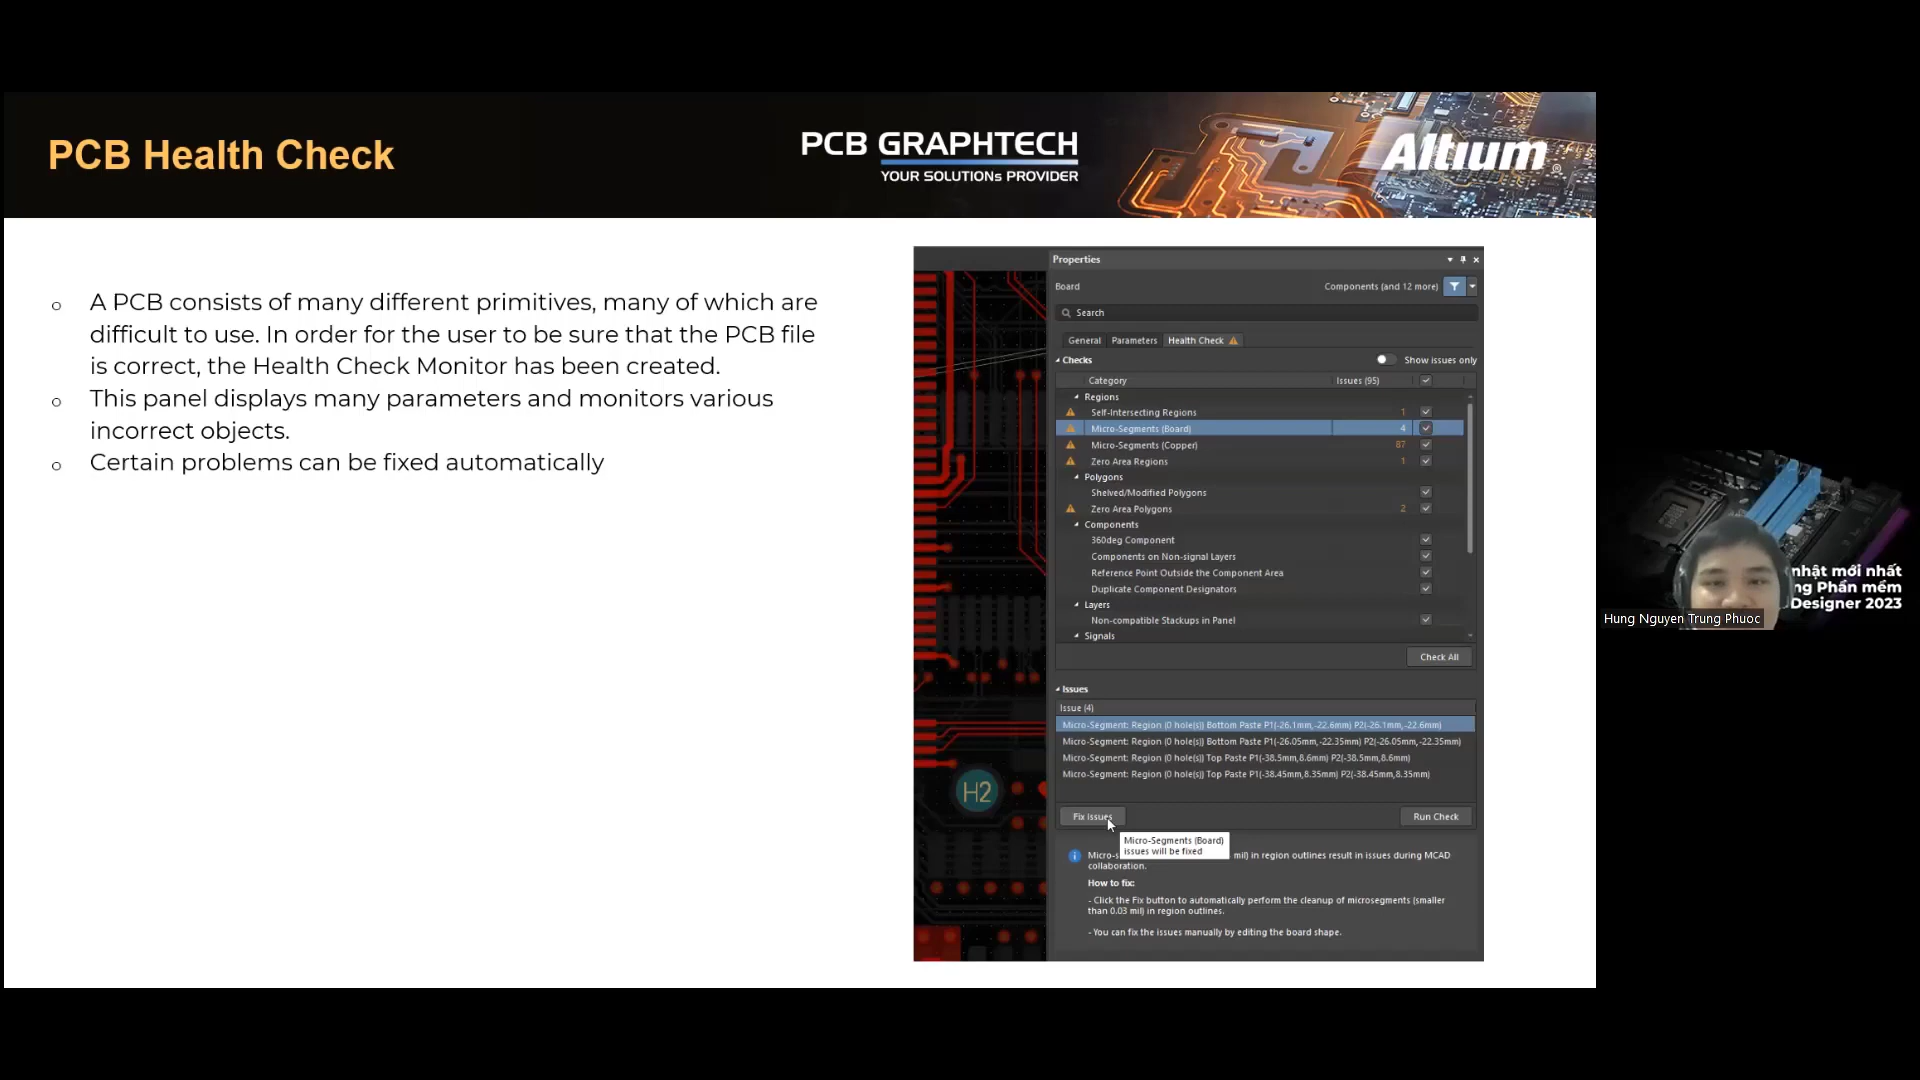 PCB Health Check
PCB GRAPHTECH
YOUR SOLUTIONs PROVIDER
Altium®
o A PCB consists of many different primitives, many of which are
difficult to use. In order for the user to be sure that the PCB file
is correct, the Health Check Monitor has been created.
o This panel displays many parameters and monitors various
incorrect objects.
o Certain problems can be fixed automatically
Properties
Board Components (and 12 more)
Search
General Parameters Health Check
Checks Show issues only
Category Issues (95)
Regions
Self-Intersecting Regions 1
Micro-Segments (Board) 4
Micro-Segments (Copper) 87
Zero Area Regions 1
Polygons
Shelved/Modified Polygons
Zero Area Polygons 2
Components
360deg Component
Components on Non-signal Layers
Reference Point Outside the Component Area
Duplicate Component Designators
Layers
Non-compatible Stackups in Panel
Signals
Check All
Issues
Issue (4)
Micro-Segment: Region (0 hole(s)) Bottom Paste P1(-26.1mm,-22.6mm) P2(-26.1mm,-22.6mm)
Micro-Segment: Region (0 hole(s)) Bottom Paste P1(-26.05mm,-22.35mm) P2(-26.05mm,-22.35mm)
Micro-Segment: Region (0 hole(s)) Top Paste P1(-38.5mm,8.6mm) P2(-38.5mm,8.6mm)
Micro-Segment: Region (0 hole(s)) Top Paste P1(-38.45mm,8.35mm) P2(-38.45mm,8.35mm)
Fix Issues Run Check
Micro-Segments (Board)
issues will be fixed
Micro-s mil) in region outlines result in issues during MCAD
collaboration.
How to fix:
- Click the Fix button to automatically perform the cleanup of microsegments (smaller
than 0.03 mil) in region outlines.
- You can fix the issues manually by editing the board shape.
H2
nhật mới nhất
ng Phần mềm
Designer 2023
Hung Nguyen Trung Phuoc